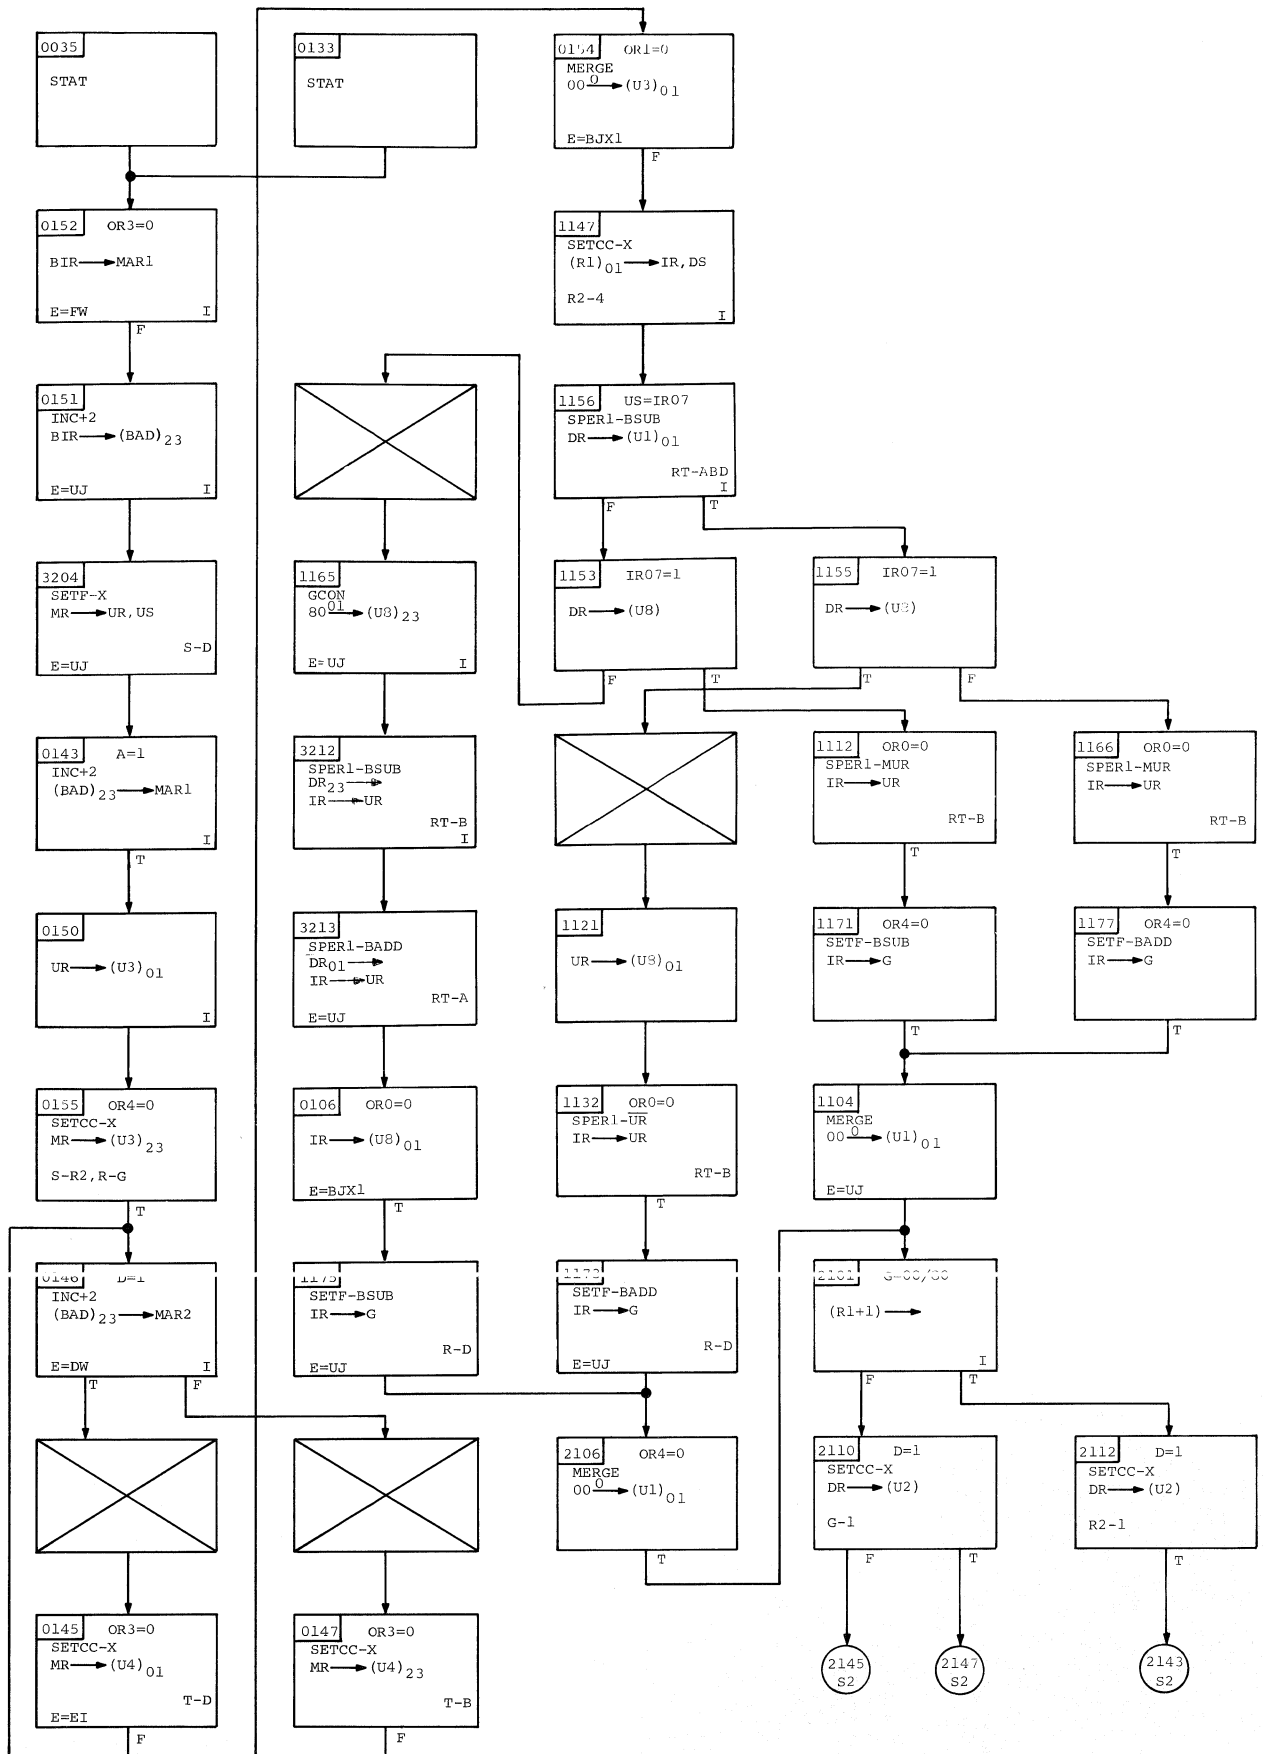 0035
STAT
0133
STAT
0154 OR1=0
MERGE
00 0 → (U3)01
E=BJX1
F
0152 OR3=0
BIR → MAR1
E=FW I
F
1147
SETCC-X
(R1)01 → IR,DS
R2-4
I
0151
INC+2
BIR → (BAD)23
E=UJ I
1156 US=IR07
SPER1-BSUB
DR → (U1)01
RT-ABD
I
F T
3204
SETF-X
MR → UR,US
S-D
E=UJ
1165
GCON
80 01 → (U8)23
E=UJ I
1153 IR07=1
DR → (U8)
F T
1155 IR07=1
DR →
T F
0143 A=1
INC+2
(BAD)23 → MAR1
I
T
3212
SPER1-BSUB
DR23 →
IR → UR
RT-B
I
1112 OR0=0
SPER1-MUR
IR → UR
RT-B
T
1166 OR0=0
SPER1-MUR
IR → UR
RT-B
T
0150
UR → (U3)01
I
3213
SPER1-BADD
DR01 →
IR → UR
RT-A
E=UJ
1121
UR → (U8)01
1171 OR4=0
SETF-BSUB
IR → G
T
1177 OR4=0
SETF-BADD
IR → G
T
0155 OR4=0
SETCC-X
MR → (U3)23
S-R2,R-G
T
0106 OR0=0
IR → (U8)01
E=BJX1
T
1132 OR0=0
SPER1-U̅R̅
IR → UR
RT-B
T
1104
MERGE
00 0 → (U1)01
E=UJ
0146 D=1
INC+2
(BAD)23 → MAR2
E=DW I
T F
1175
SETF-BSUB
IR → G
R-D
E=UJ
1173
SETF-BADD
IR → G
R-D
E=UJ
2101 G=00/80
(R1+1) →
I
F T
2106 OR4=0
MERGE
00 0 → (U1)01
T
2110 D=1
SETCC-X
DR → (U2)
G-1
F T
2112 D=1
SETCC-X
DR → (U2)
R2-1
T
0145 OR3=0
SETCC-X
MR → (U4)01
T-D
E=EI
F
0147 OR3=0
SETCC-X
MR → (U4)23
T-B
F
2145
S2
2147
S2
2143
S2